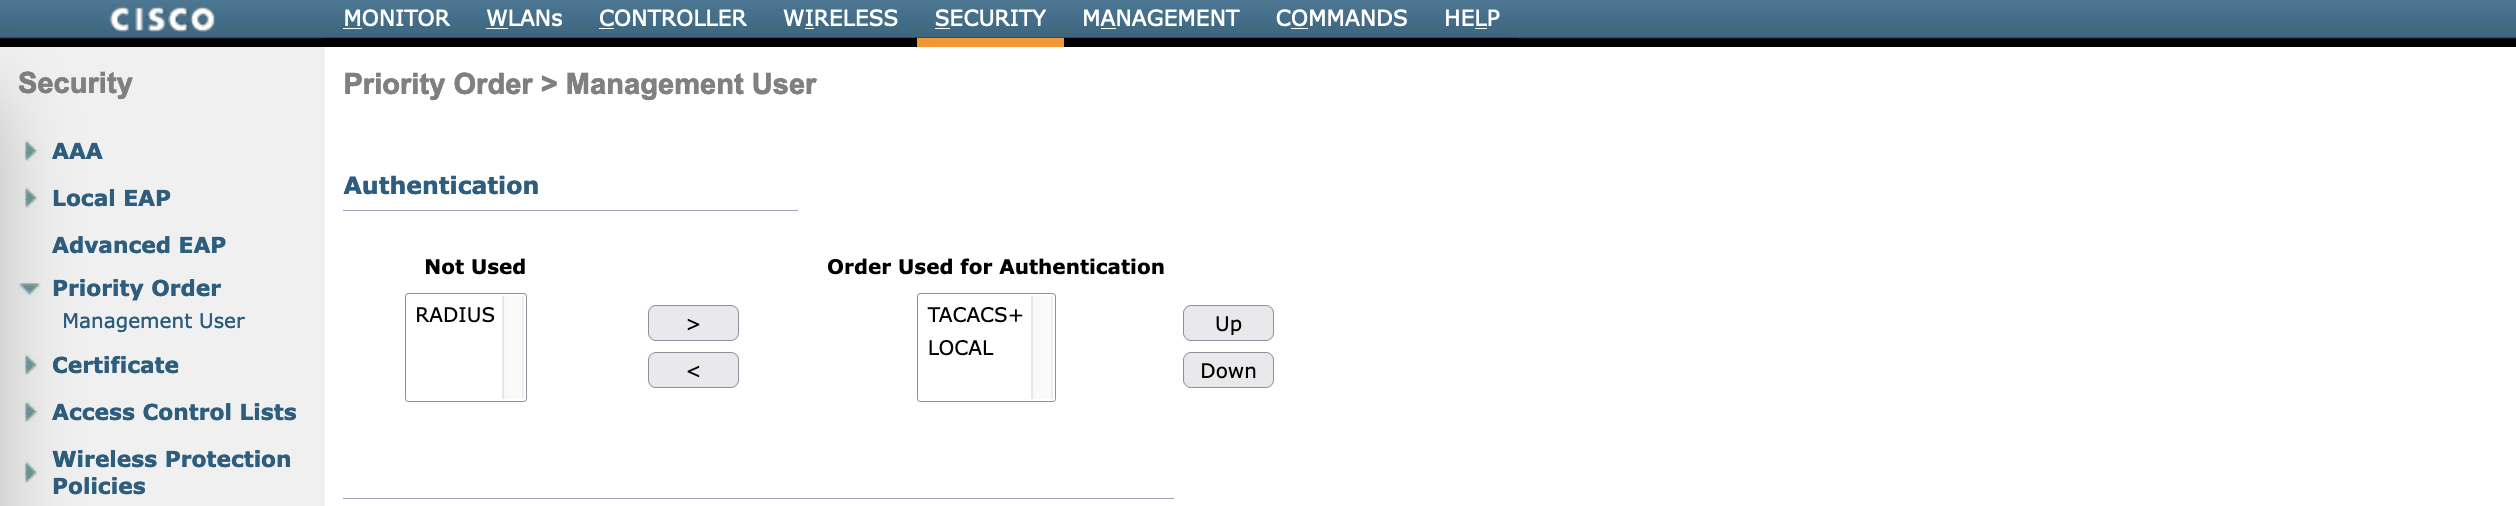 CISCO
MONITOR WLANs CONTROLLER WIRELESS SECURITY MANAGEMENT COMMANDS HELP
Security
AAA
Local EAP
Advanced EAP
Priority Order
Management User
Certificate
Access Control Lists
Wireless Protection
Policies
Priority Order > Management User
Authentication
Not Used
RADIUS
>
<
Order Used for Authentication
TACACS+
LOCAL
Up
Down